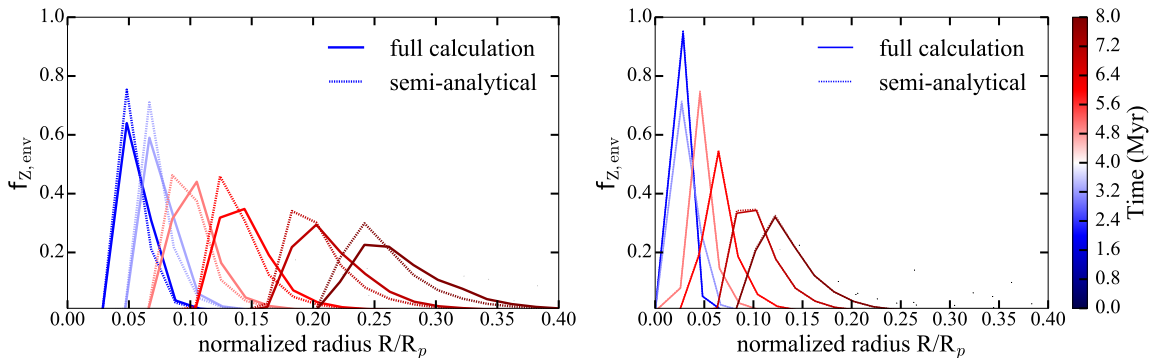 1.0
0.8
0.6
0.4
0.2
f_{Z, env}
0.00 0.05 0.10 0.15 0.20 0.25 0.30 0.35 0.40
normalized radius R/R_p
full calculation
semi-analytical
1.0
0.8
0.6
0.4
0.2
f_{Z, env}
0.00 0.05 0.10 0.15 0.20 0.25 0.30 0.35 0.40
normalized radius R/R_p
full calculation
semi-analytical
8.0
7.2
6.4
5.6
4.8
4.0
3.2
2.4
1.6
0.8
0.0
Time (Myr)